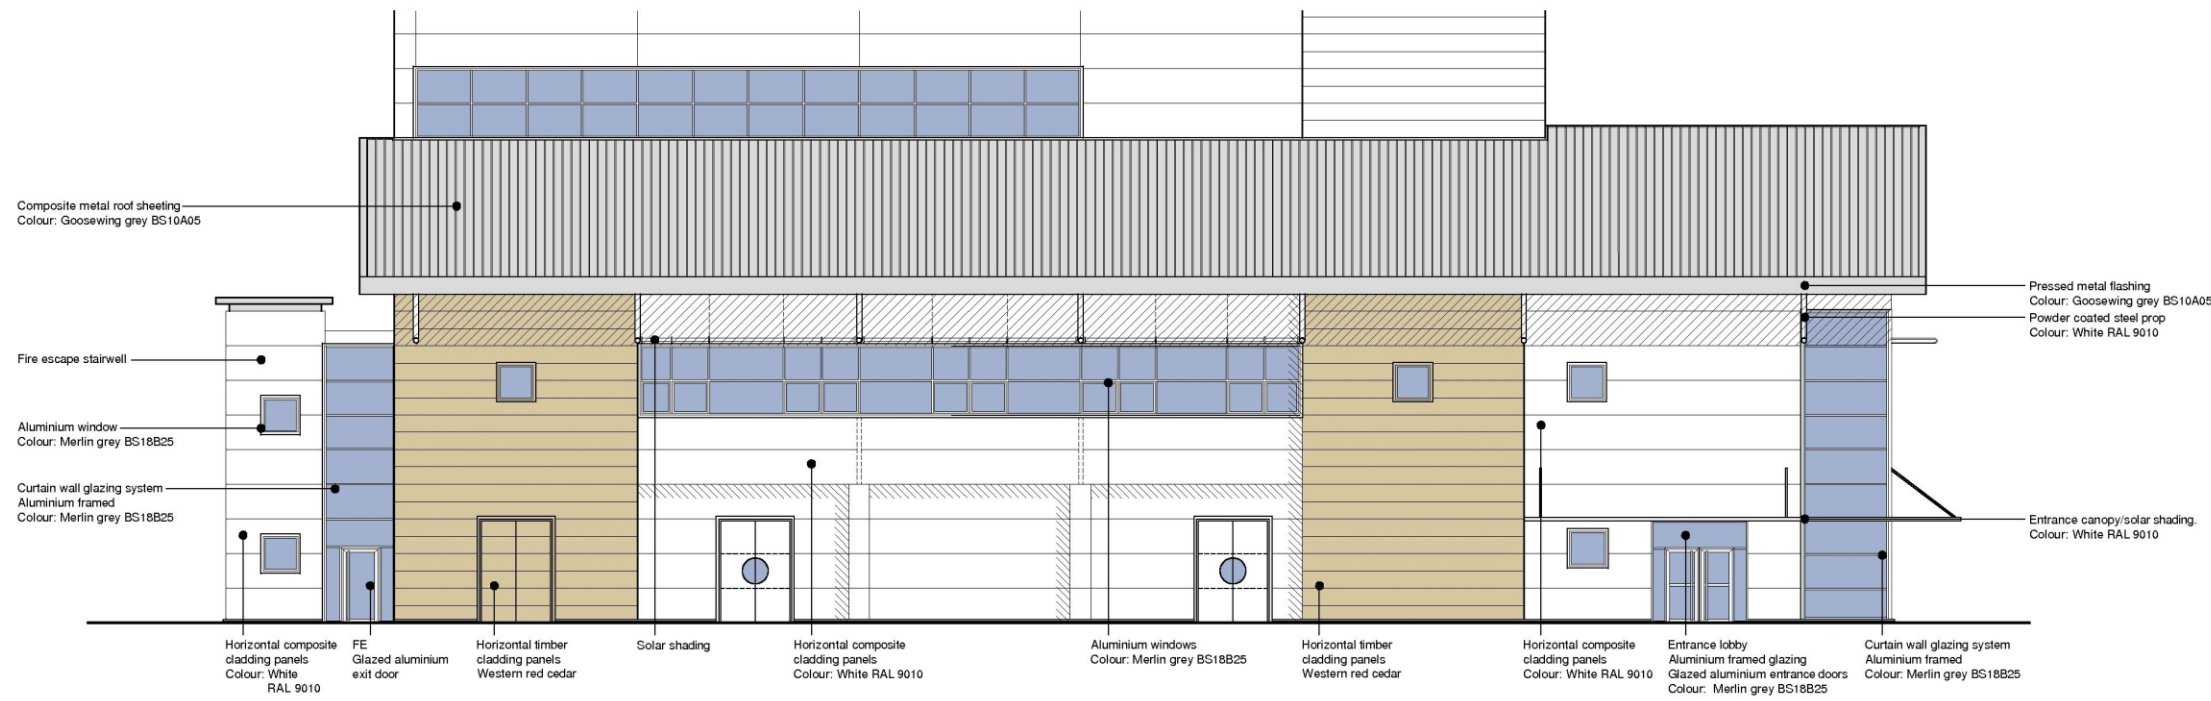 Composite metal roof sheeting
Colour: Goosewing grey BS10A05
Fire escape stairwell
Aluminium window
Colour: Merlin grey BS18B25
Curtain wall glazing system
Aluminium framed
Colour: Merlin grey BS18B25
Pressed metal flashing
Colour: Goosewing grey BS10A05
Powder coated steel prop
Colour: White RAL 9010
Entrance canopy/solar shading.
Colour: White RAL 9010
Horizontal composite
cladding panels
Colour: White
RAL 9010
FE
Glazed aluminium
exit door
Horizontal timber
cladding panels
Western red cedar
Solar shading
Horizontal composite
cladding panels
Colour: White RAL 9010
Aluminium windows
Colour: Merlin grey BS18B25
Horizontal timber
cladding panels
Western red cedar
Horizontal composite
cladding panels
Colour: White RAL 9010
Entrance lobby
Aluminium framed glazing
Glazed aluminium entrance doors
Colour: Merlin grey BS18B25
Curtain wall glazing system
Aluminium framed
Colour: Merlin grey BS18B25